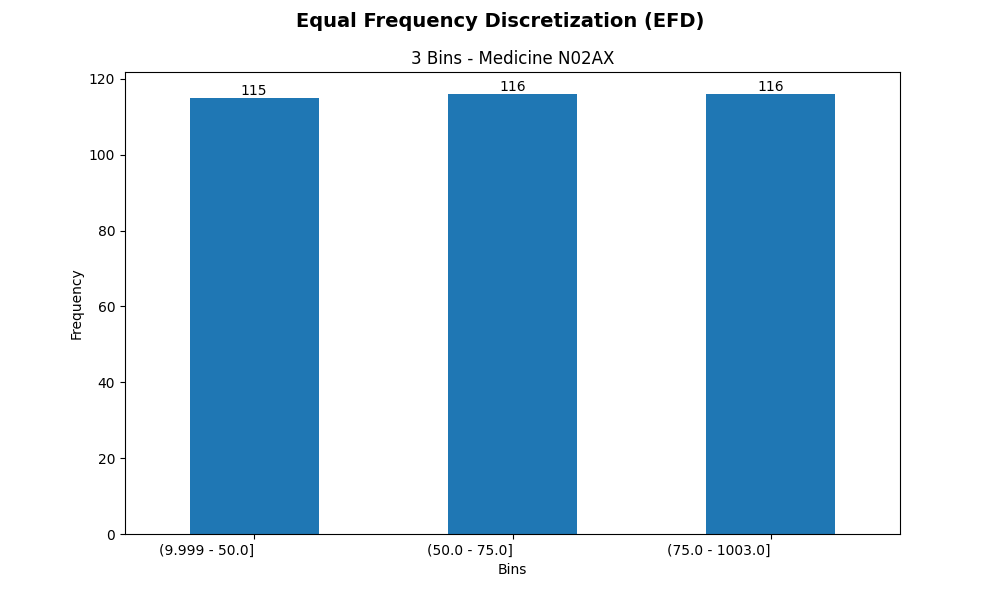 Equal Frequency Discretization (EFD)
3 Bins - Medicine N02AX
120
100
80
60
40
20
0
Frequency
115
116
116
(9.999 - 50.0]
(50.0 - 75.0]
(75.0 - 1003.0]
Bins